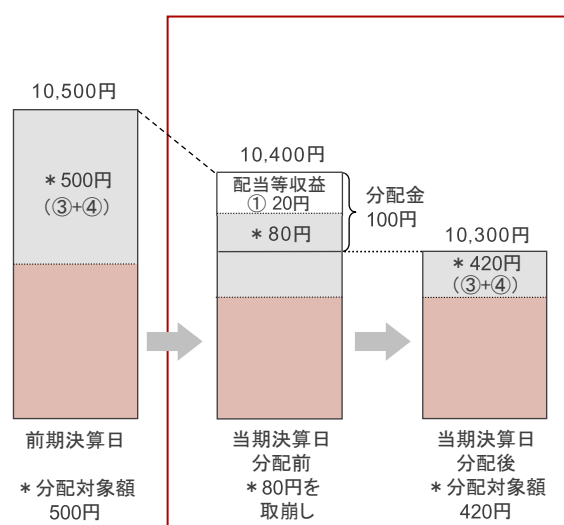 10,500円
＊500円
（③+④）
前期決算日
＊分配対象額
500円
10,400円
配当等収益
① 20円
＊80円
分配金
100円
当期決算日
分配前
＊80円を
取崩し
10,300円
＊420円
（③+④）
当期決算日
分配後
＊分配対象額
420円